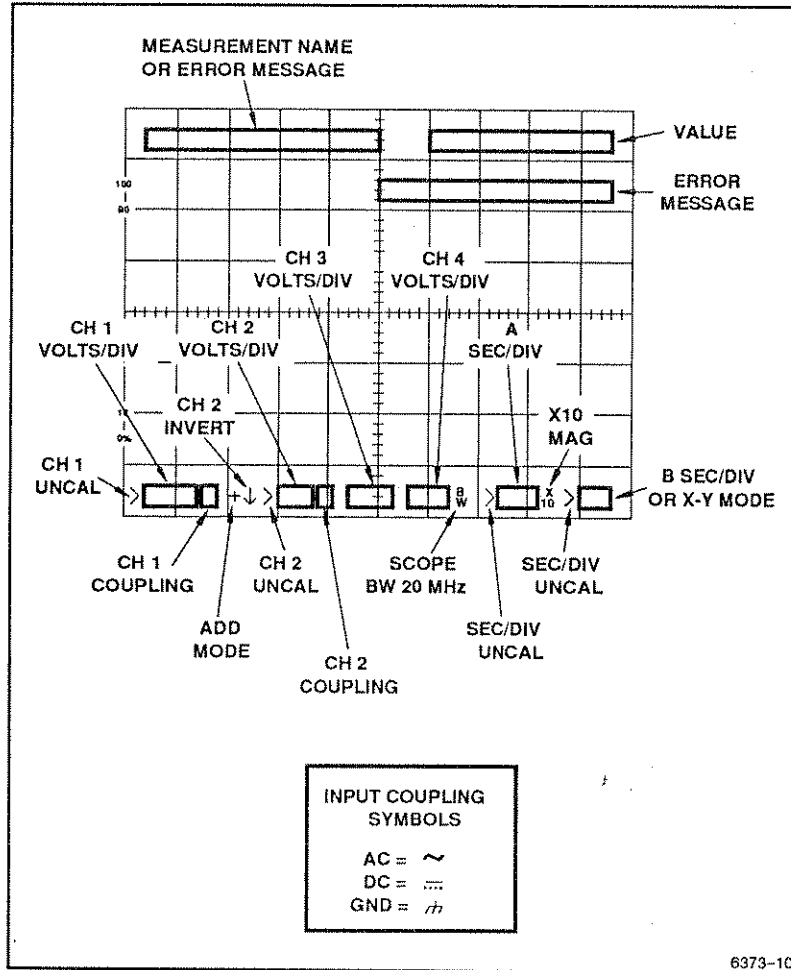 MEASUREMENT NAME
OR ERROR MESSAGE
VALUE
ERROR
MESSAGE
100
90
CH 3
VOLTS/DIV
CH 4
VOLTS/DIV
CH 1
VOLTS/DIV
CH 2
VOLTS/DIV
A
SEC/DIV
CH 2
INVERT
X10
MAG
10
0%
CH 1
UNCAL
> + ↓ > BW > X10 >
B SEC/DIV
OR X-Y MODE
CH 1
COUPLING
ADD
MODE
CH 2
UNCAL
CH 2
COUPLING
SCOPE
BW 20 MHz
SEC/DIV
UNCAL
SEC/DIV
UNCAL
INPUT COUPLING
SYMBOLS
AC = ~
DC = ⎓
GND = ⏚
6373-10